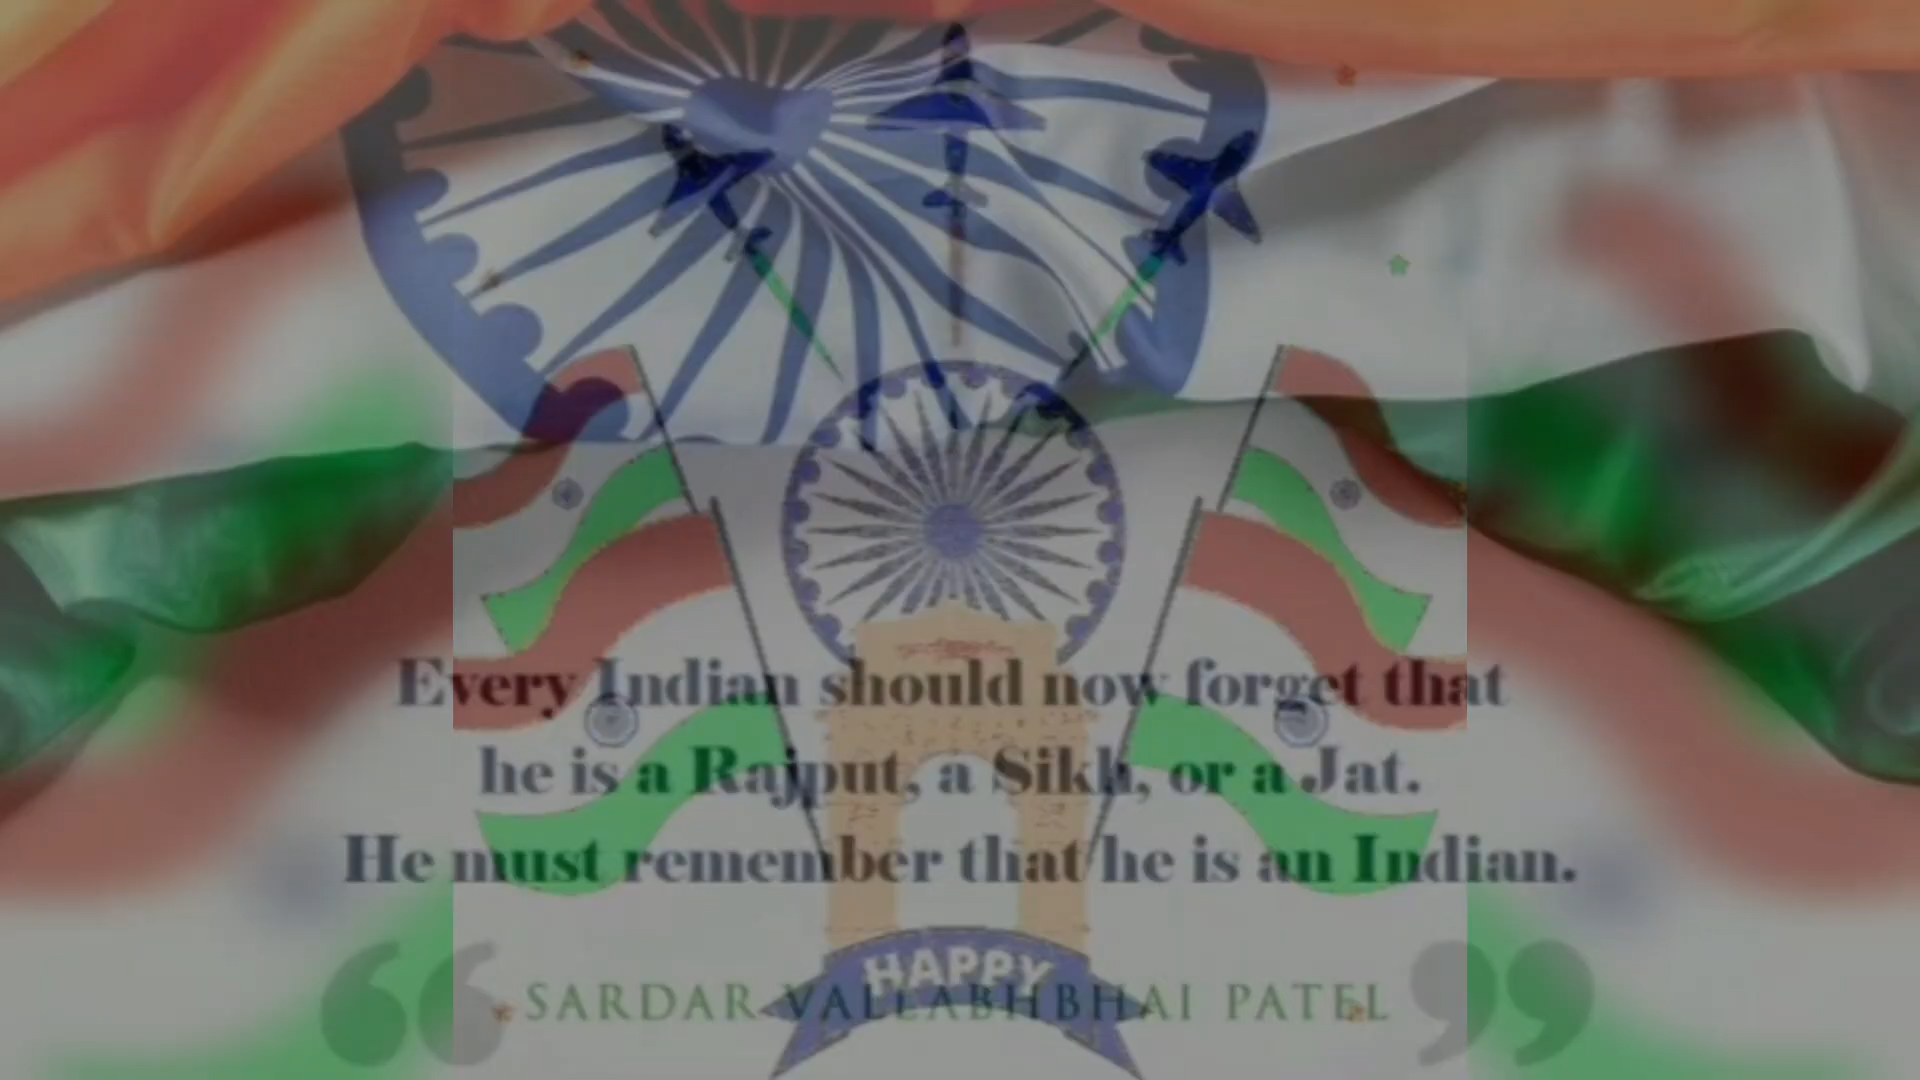 Every Indian should now forget that
he is a Rajput, a Sikh, or a Jat.
He must remember that he is an Indian.
HAPPY
SARDAR VALLABHBHAI PATEL